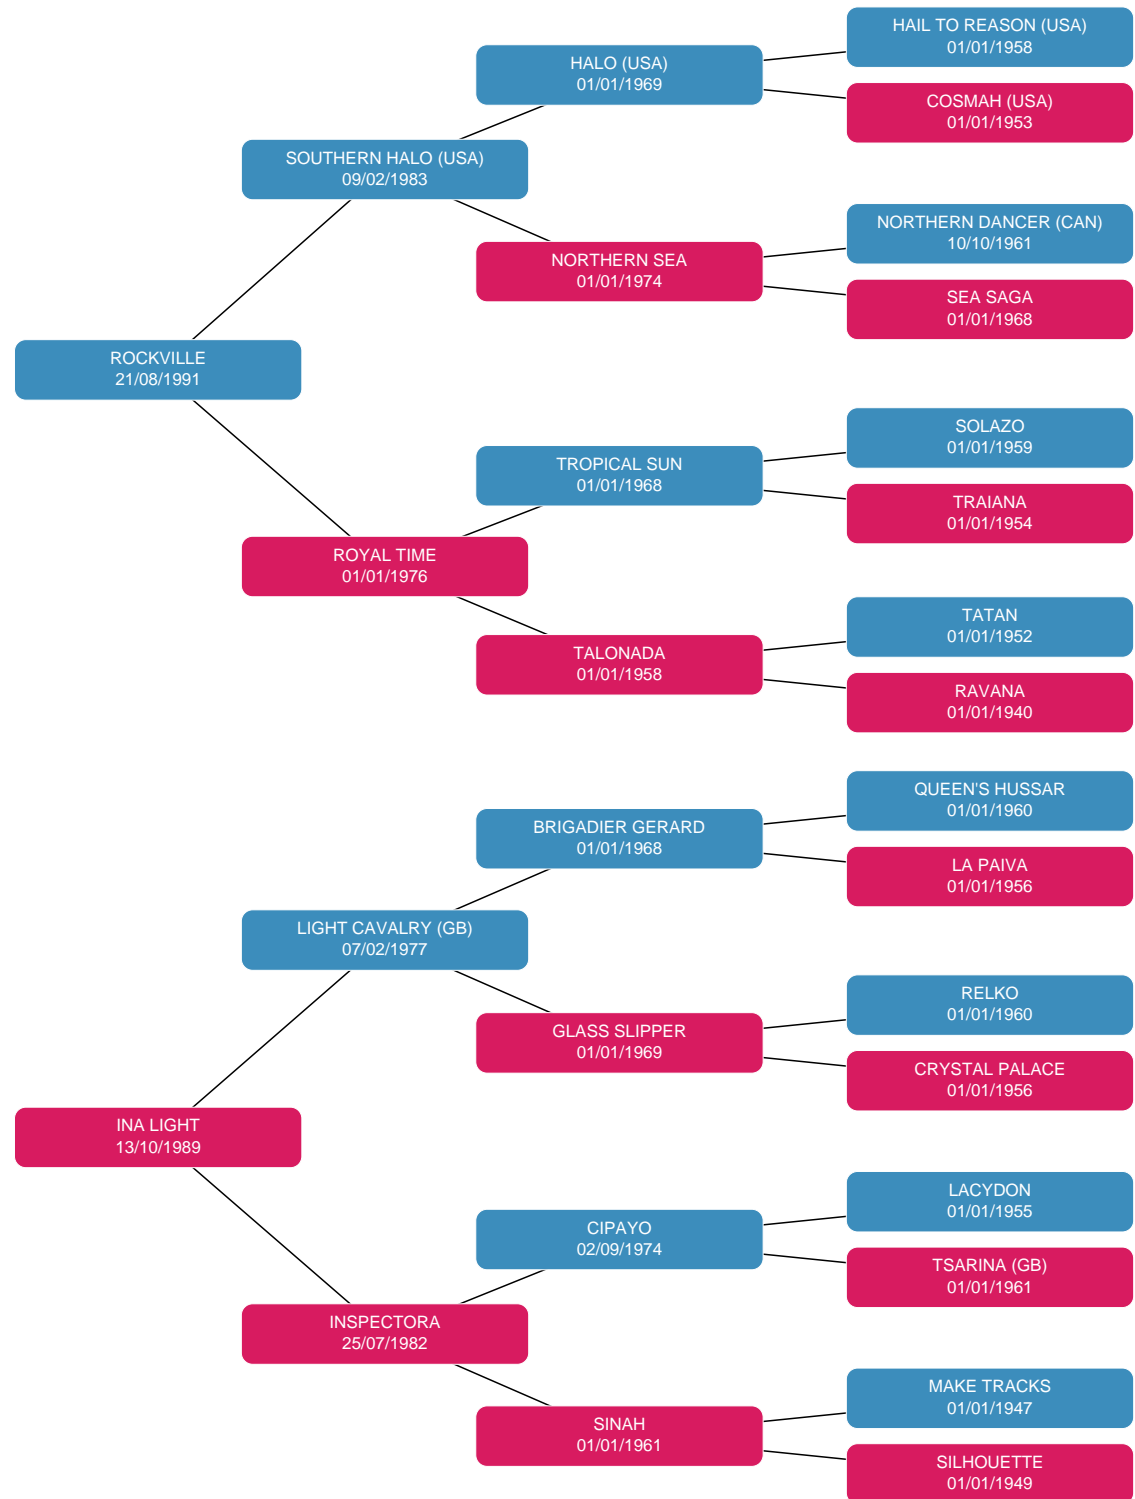 HAIL TO REASON (USA)
01/01/1958
HALO (USA)
01/01/1969
COSMAH (USA)
01/01/1953
SOUTHERN HALO (USA)
09/02/1983
NORTHERN DANCER (CAN)
10/10/1961
NORTHERN SEA
01/01/1974
SEA SAGA
01/01/1968
ROCKVILLE
21/08/1991
SOLAZO
01/01/1959
TROPICAL SUN
01/01/1968
TRAIANA
01/01/1954
ROYAL TIME
01/01/1976
TATAN
01/01/1952
TALONADA
01/01/1958
RAVANA
01/01/1940
QUEEN'S HUSSAR
01/01/1960
BRIGADIER GERARD
01/01/1968
LA PAIVA
01/01/1956
LIGHT CAVALRY (GB)
07/02/1977
RELKO
01/01/1960
GLASS SLIPPER
01/01/1969
CRYSTAL PALACE
01/01/1956
INA LIGHT
13/10/1989
LACYDON
01/01/1955
CIPAYO
02/09/1974
TSARINA (GB)
01/01/1961
INSPECTORA
25/07/1982
MAKE TRACKS
01/01/1947
SINAH
01/01/1961
SILHOUETTE
01/01/1949